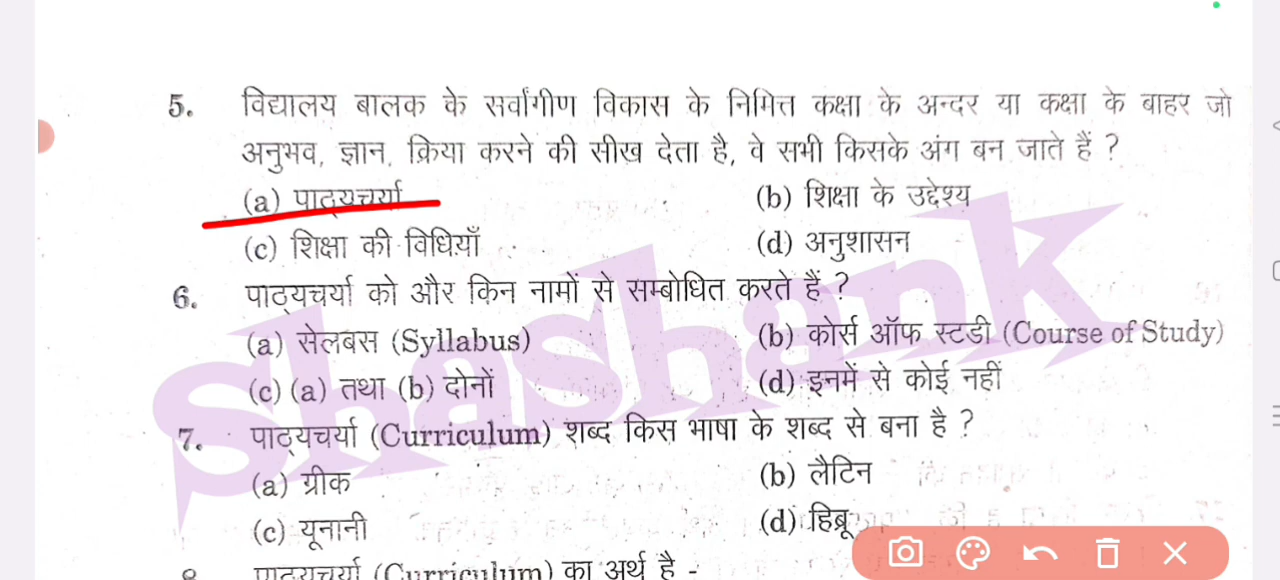 5. विद्यालय बालक के सर्वांगीण विकास के निमित्त कक्षा के अन्दर या कक्षा के बाहर जो
अनुभव, ज्ञान, क्रिया करने की सीख देता है, वे सभी किसके अंग बन जाते हैं ?
(a) पाठ्यचर्या (b) शिक्षा के उद्देश्य
(c) शिक्षा की विधियाँ (d) अनुशासन
6. पाठ्यचर्या को और किन नामों से सम्बोधित करते हैं ?
(a) सेलबस (Syllabus) (b) कोर्स ऑफ स्टडी (Course of Study)
(c) (a) तथा (b) दोनों (d) इनमें से कोई नहीं
7. पाठ्यचर्या (Curriculum) शब्द किस भाषा के शब्द से बना है ?
(a) ग्रीक (b) लैटिन
(c) यूनानी (d) हिब्रू
8. पाठ्यचर्या (Curriculum) का अर्थ है -
shashank